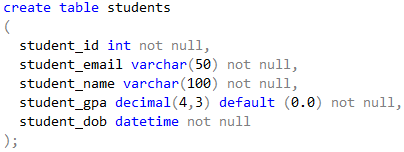 create table students
(
  student_id int not null,
  student_email varchar(50) not null,
  student_name varchar(100) not null,
  student_gpa decimal(4,3) default (0.0) not null,
  student_dob datetime not null
);